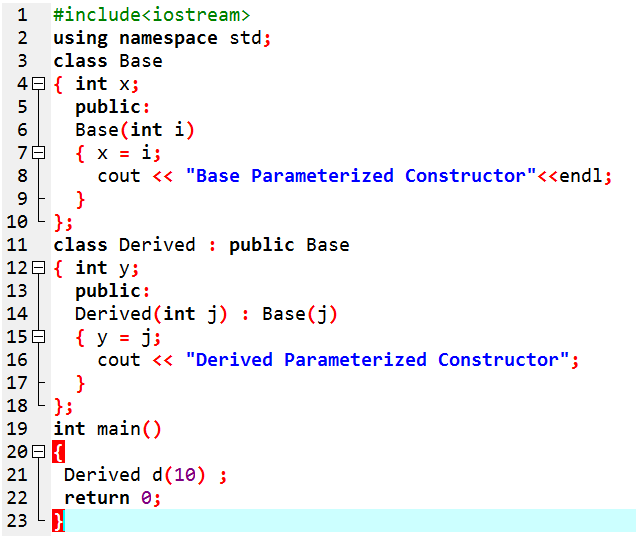 1 #include<iostream>
2 using namespace std;
3 class Base
4 { int x;
5 public:
6 Base(int i)
7 { x = i;
8 cout << "Base Parameterized Constructor"<<endl;
9 }
10 };
11 class Derived : public Base
12 { int y;
13 public:
14 Derived(int j) : Base(j)
15 { y = j;
16 cout << "Derived Parameterized Constructor";
17 }
18 };
19 int main()
20 {
21 Derived d(10) ;
22 return 0;
23 }